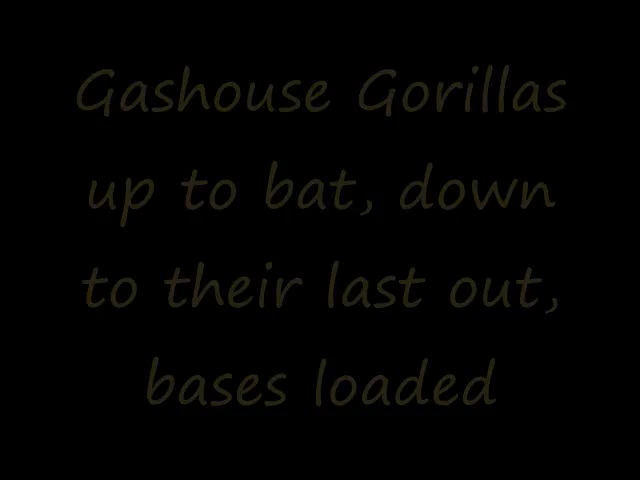 Gashouse Gorillas
up to bat, down
to their last out,
bases loaded